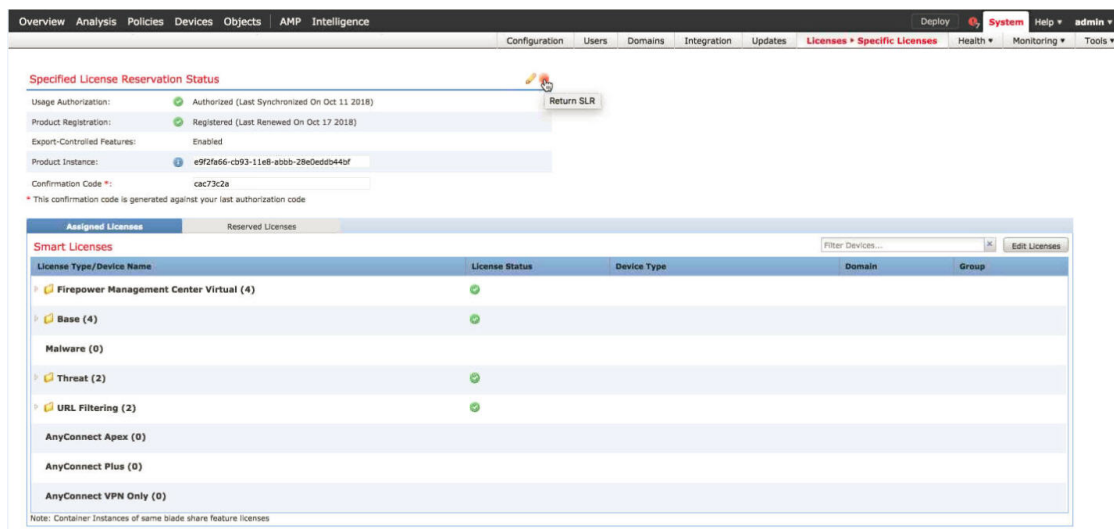 Overview Analysis Policies Devices Objects AMP Intelligence Deploy System Help admin
Configuration Users Domains Integration Updates Licenses Specific Licenses Health Monitoring Tools
Specified License Reservation Status
Return SLR
Usage Authorization: Authorized (Last Synchronized On Oct 11 2018)
Product Registration: Registered (Last Renewed On Oct 17 2018)
Export-Controlled Features: Enabled
Product Instance: e9f2fa66-cb93-11e8-abbb-28e0eddb44bf
Confirmation Code *: cac73c2a
* This confirmation code is generated against your last authorization code
Assigned Licenses Reserved Licenses
Smart Licenses Filter Devices... Edit Licenses
License Type/Device Name License Status Device Type Domain Group
Firepower Management Center Virtual (4)
Base (4)
Malware (0)
Threat (2)
URL Filtering (2)
AnyConnect Apex (0)
AnyConnect Plus (0)
AnyConnect VPN Only (0)
Note: Container Instances of same blade share feature licenses